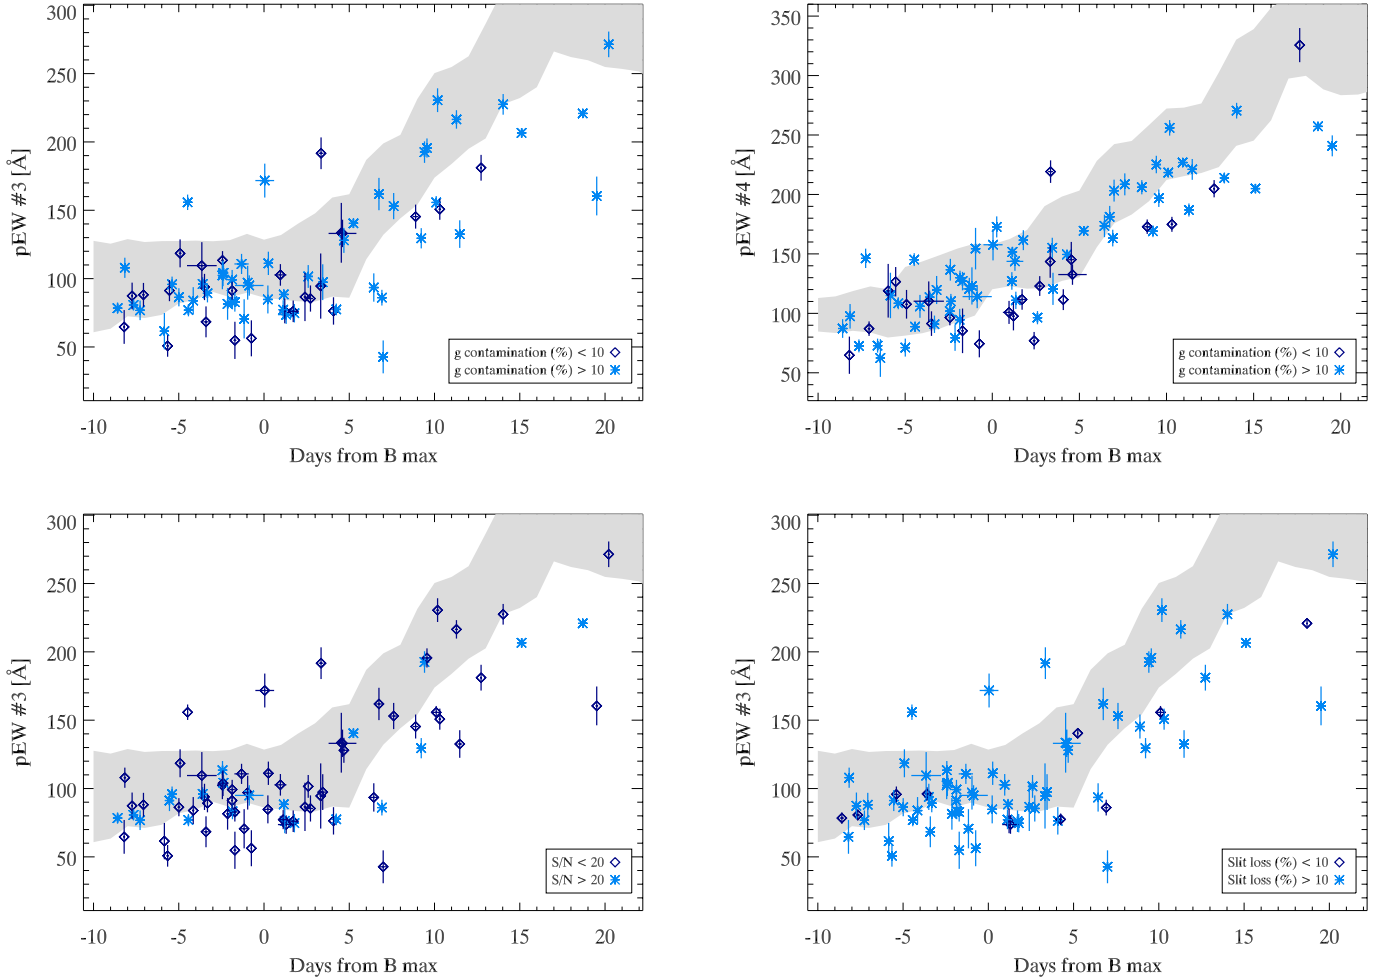 300
250
200
150
100
50
pEW #3 [Å]
g contamination (%) < 10
g contamination (%) > 10
-10 -5 0 5 10 15 20
Days from B max
350
300
250
200
150
100
50
pEW #4 [Å]
g contamination (%) < 10
g contamination (%) > 10
-10 -5 0 5 10 15 20
Days from B max
300
250
200
150
100
50
pEW #3 [Å]
S/N < 20
S/N > 20
-10 -5 0 5 10 15 20
Days from B max
300
250
200
150
100
50
pEW #3 [Å]
Slit loss (%) < 10
Slit loss (%) > 10
-10 -5 0 5 10 15 20
Days from B max